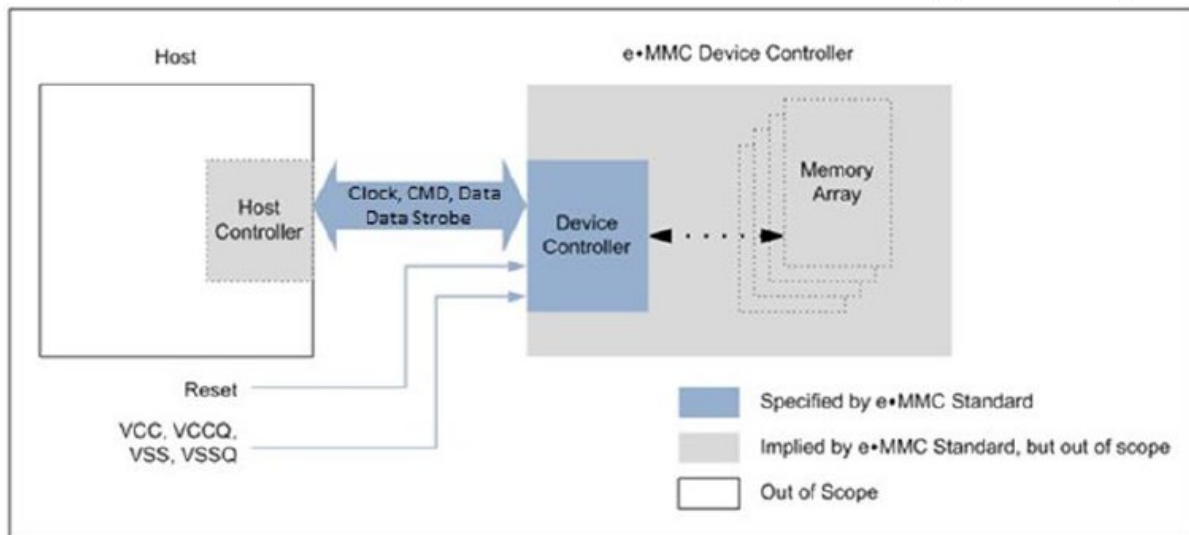 Host
e•MMC Device Controller
Host
Controller
Clock, CMD, Data
Data Strobe
Device
Controller
Memory
Array
Reset
VCC, VCCQ,
VSS, VSSQ
Specified by e•MMC Standard
Implied by e•MMC Standard, but out of scope
Out of Scope